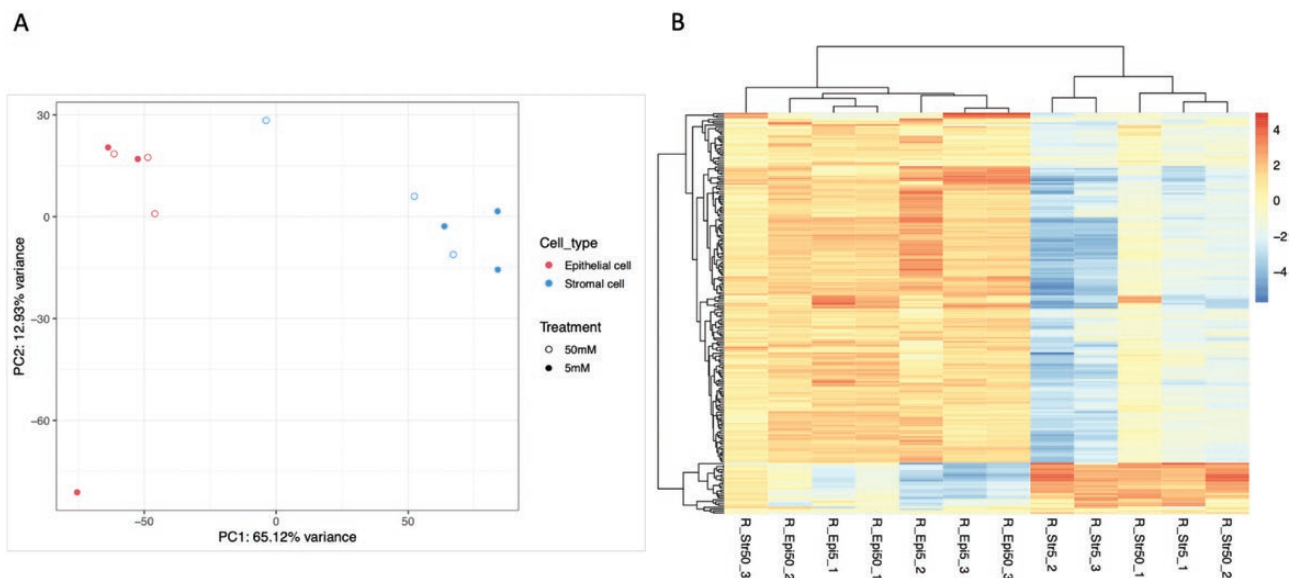 A
B
30
0
−30
−60
−50
0
50
PC2: 12.93% variance
PC1: 65.12% variance
Cell_type
Epithelial cell
Stromal cell
Treatment
50mM
5mM
4
2
0
−2
−4
R_Str50_3
R_Epi50_2
R_Epi5_1
R_Epi50_1
R_Epi5_2
R_Epi5_3
R_Epi50_3
R_Str5_2
R_Str5_3
R_Str50_1
R_Str5_1
R_Str50_2